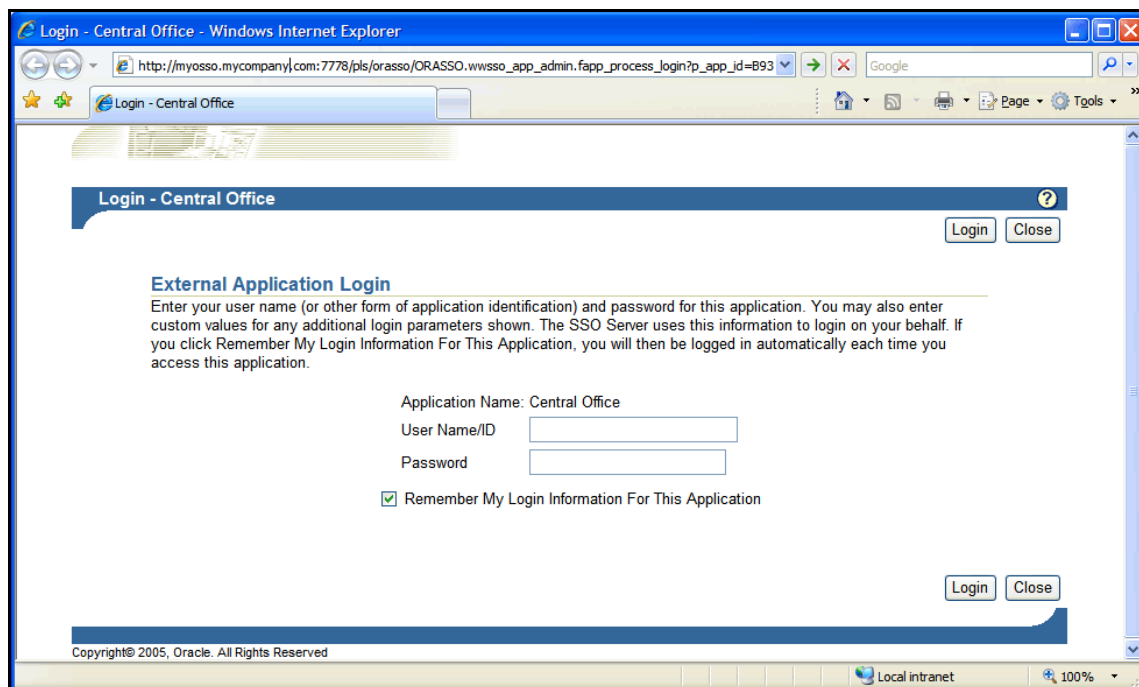 Login - Central Office - Windows Internet Explorer
http://myosso.mycompany.com:7778/pls/orasso/ORASSO.wwsso_app_admin.fapp_process_login?p_app_id=B93
Google
Login - Central Office
Page
Tools
»
Login - Central Office
?
Login Close
External Application Login
Enter your user name (or other form of application identification) and password for this application. You may also enter
custom values for any additional login parameters shown. The SSO Server uses this information to login on your behalf. If
you click Remember My Login Information For This Application, you will then be logged in automatically each time you
access this application.
Application Name: Central Office
User Name/ID
Password
Remember My Login Information For This Application
Login Close
Copyright© 2005, Oracle. All Rights Reserved
Local intranet
100%